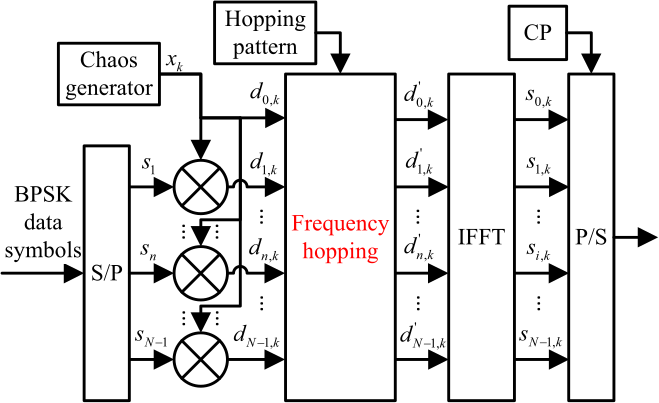 Hopping
pattern
CP
Chaos
generator
x_k
d_{0,k}
d'_{0,k}
s_{0,k}
s_1
d_{1,k}
d'_{1,k}
s_{1,k}
BPSK
data
symbols
S/P
⋮ ⋮
⋮
⋮
⋮
Frequency
hopping
IFFT
P/S
s_n
d_{n,k}
d'_{n,k}
s_{i,k}
⋮ ⋮
⋮
⋮
⋮
s_{N−1}
d_{N−1,k}
d'_{N−1,k}
s_{N−1,k}